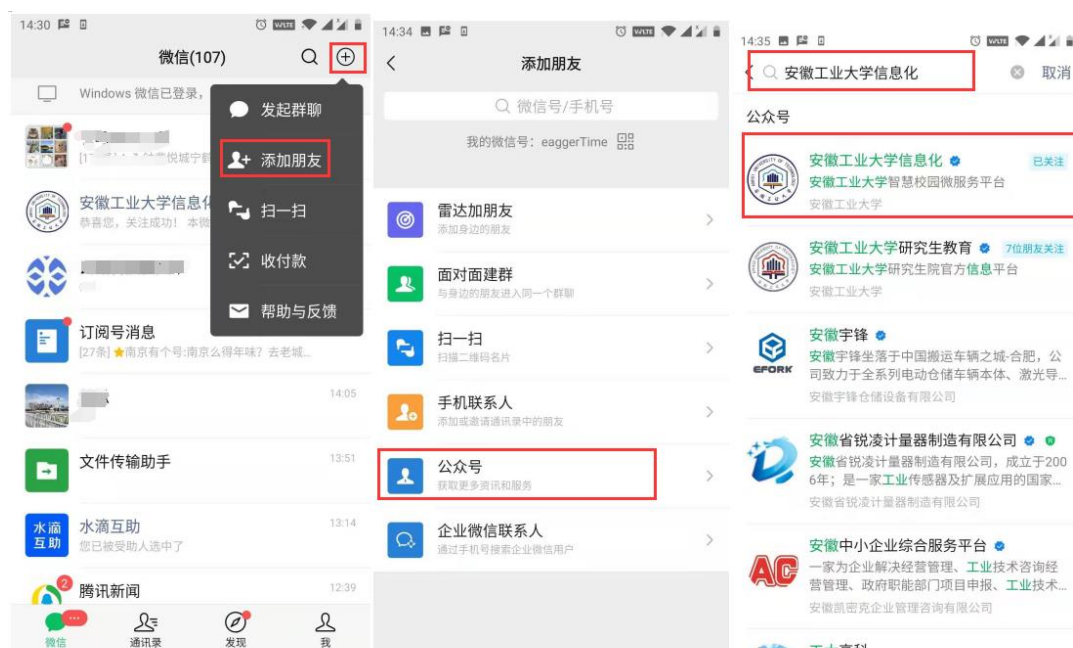 14:30
微信(107)
Windows 微信已登录，
发起群聊
添加朋友
扫一扫
收付款
帮助与反馈
安徽工业大学信息化
恭喜您，关注成功！ 本微
订阅号消息
[27条] ⭐南京有个号:南京么得年味？去老城...
14:05
文件传输助手
13:51
水滴
互助
水滴互助
13:14
您已被受助人选中了
2
腾讯新闻
12:39
微信
通讯录
发现
我
14:34
添加朋友
微信号/手机号
我的微信号：eaggerTime
雷达加朋友
添加身边的朋友
面对面建群
与身边的朋友进入同一个群聊
扫一扫
扫描二维码名片
手机联系人
添加或邀请通讯录中的朋友
公众号
获取更多资讯和服务
企业微信联系人
通过手机号搜索企业微信用户
14:35
安徽工业大学信息化
取消
公众号
安徽工业大学信息化
已关注
安徽工业大学智慧校园微服务平台
安徽工业大学
安徽工业大学研究生教育
7位朋友关注
安徽工业大学研究生院官方信息平台
安徽工业大学
EFORK
安徽宇锋
安徽宇锋坐落于中国搬运车辆之城-合肥，公
司致力于全系列电动仓储车辆本体、激光导...
安徽宇锋仓储设备有限公司
安徽省锐凌计量器制造有限公司
安徽省锐凌计量器制造有限公司，成立于200
6年；是一家工业传感器及扩展应用的国家...
安徽省锐凌计量器制造有限公司
AC
安徽中小企业综合服务平台
一家为企业解决经营管理、工业技术咨询经
营管理、政府职能部门项目申报、工业技术...
安徽凯密克企业管理咨询有限公司